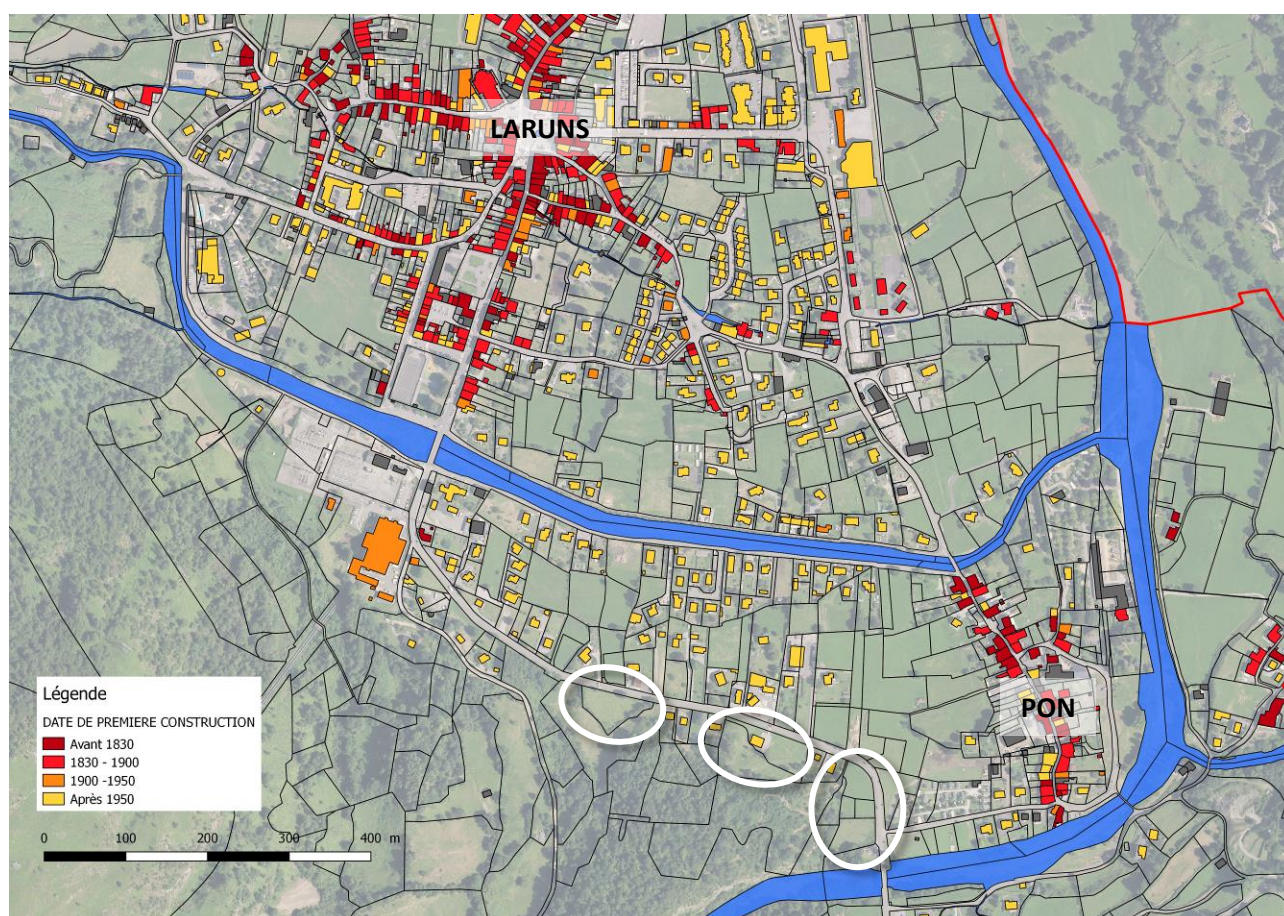 LARUNS
PON
Légende
DATE DE PREMIERE CONSTRUCTION
Avant 1830
1830 - 1900
1900 -1950
Après 1950
0 100 200 300 400 m